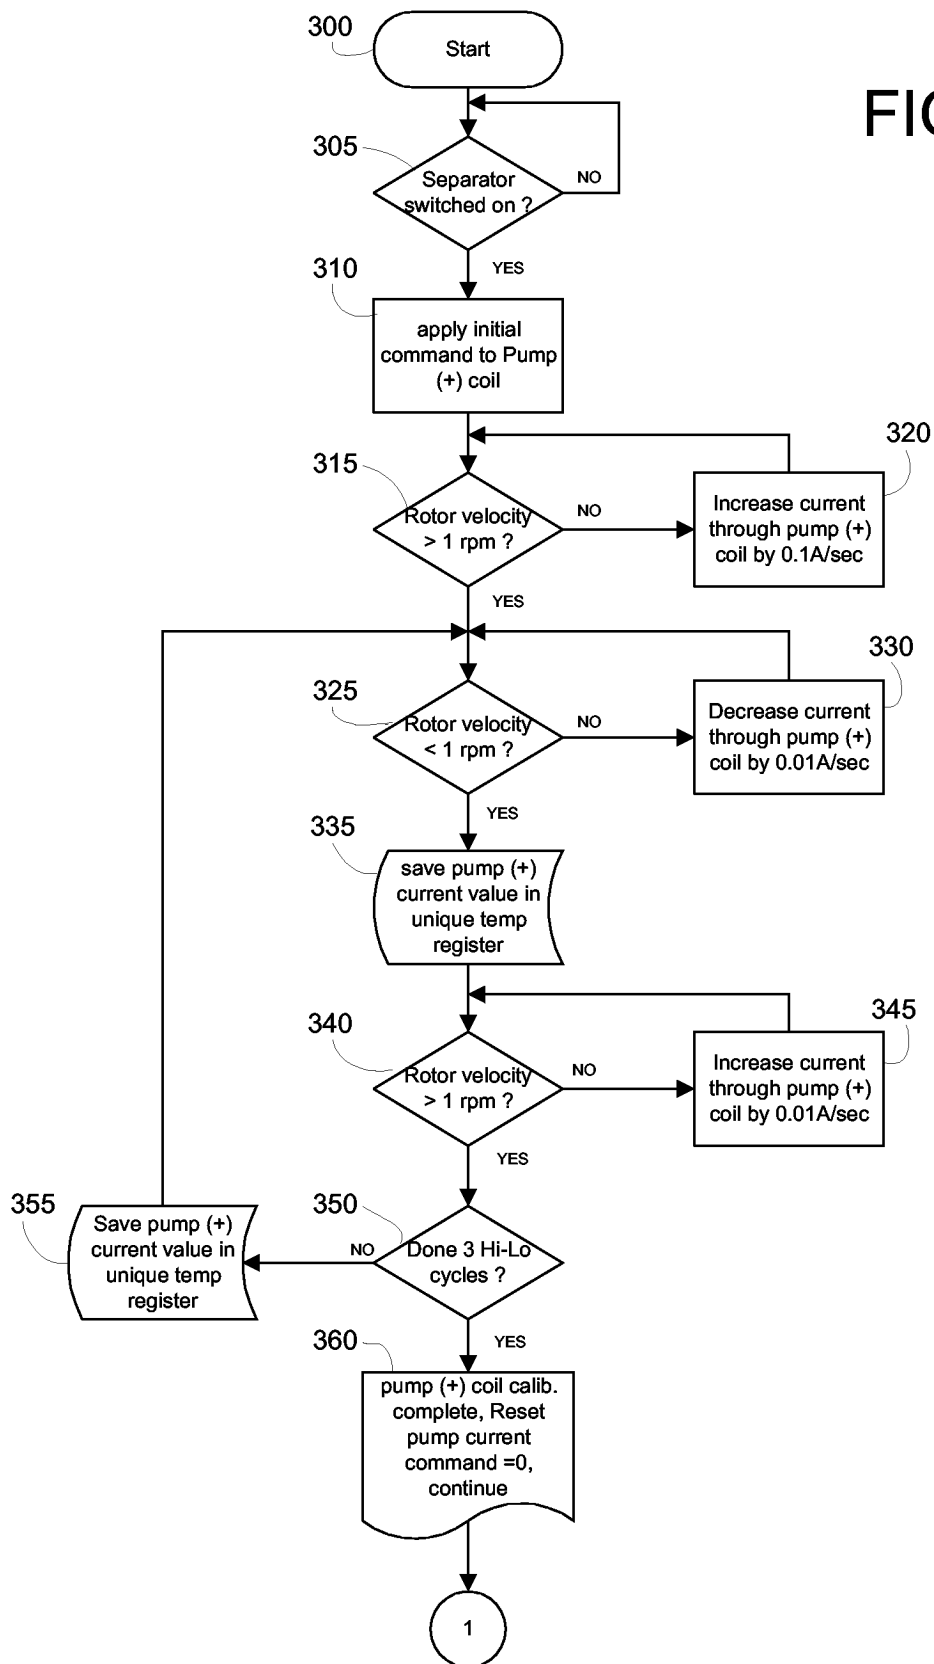 300
Start
FIG
305
Separator
switched on ?
NO
YES
310
apply initial
command to Pump
(+) coil
315
Rotor velocity
> 1 rpm ?
NO
320
Increase current
through pump (+)
coil by 0.1A/sec
YES
325
Rotor velocity
< 1 rpm ?
NO
330
Decrease current
through pump (+)
coil by 0.01A/sec
YES
335
save pump (+)
current value in
unique temp
register
340
Rotor velocity
> 1 rpm ?
NO
345
Increase current
through pump (+)
coil by 0.01A/sec
YES
350
Done 3 Hi-Lo
cycles ?
NO
355
Save pump (+)
current value in
unique temp
register
YES
360
pump (+) coil calib.
complete, Reset
pump current
command =0,
continue
1